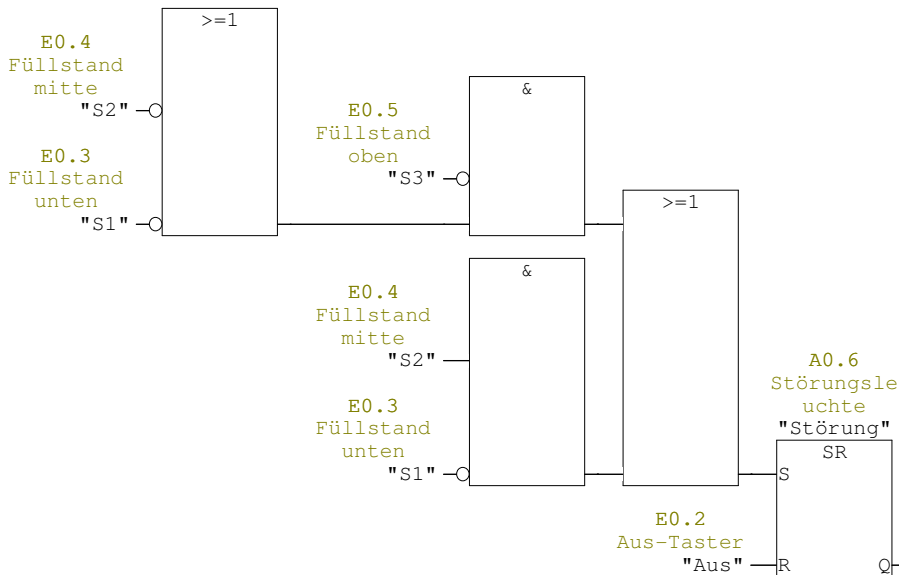 >=1
E0.4
Füllstand
mitte
"S2"
E0.3
Füllstand
unten
"S1"
&
E0.5
Füllstand
oben
"S3"
>=1
&
E0.4
Füllstand
mitte
"S2"
E0.3
Füllstand
unten
"S1"
A0.6
Störungsle
uchte
"Störung"
SR
S
E0.2
Aus-Taster
"Aus"
R
Q